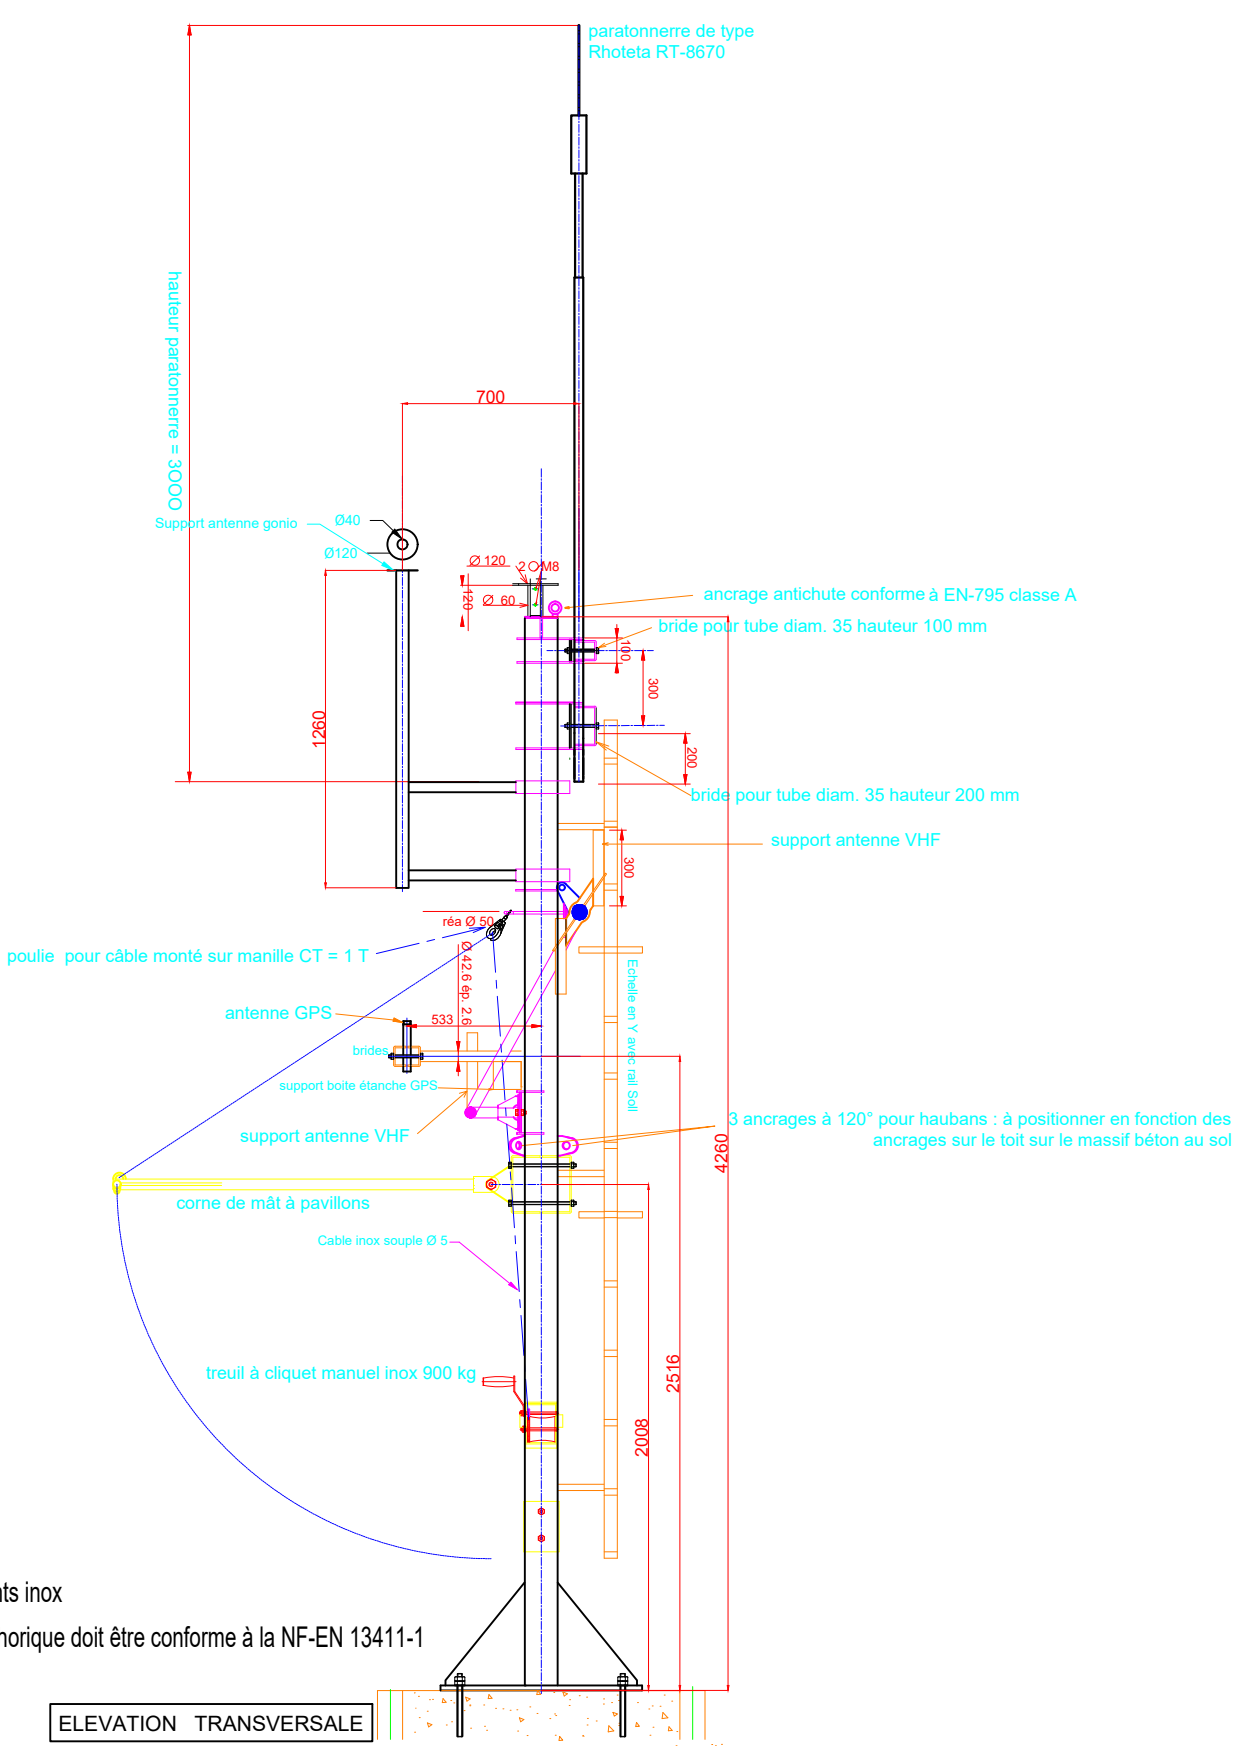 paratonnerre de type
Rhoteta RT-8670
hauteur paratonnerre = 3OOO
700
Support antenne gonio
Ø40
Ø120
Ø 120
2 O M8
120
Ø 60
ancrage antichute conforme à EN-795 classe A
bride pour tube diam. 35 hauteur 100 mm
100
300
1260
200
bride pour tube diam. 35 hauteur 200 mm
support antenne VHF
300
réa Ø 50
poulie pour câble monté sur manille CT = 1 T
Ø 42.6 ép. 2.6
Echelle en Y avec rail Soll
antenne GPS
533
brides
support boite étanche GPS
support antenne VHF
3 ancrages à 120° pour haubans : à positionner en fonction des
ancrages sur le toit sur le massif béton au sol
4260
corne de mât à pavillons
Cable inox souple Ø 5
treuil à cliquet manuel inox 900 kg
2516
2008
ts inox
norique doit être conforme à la NF-EN 13411-1
ELEVATION TRANSVERSALE